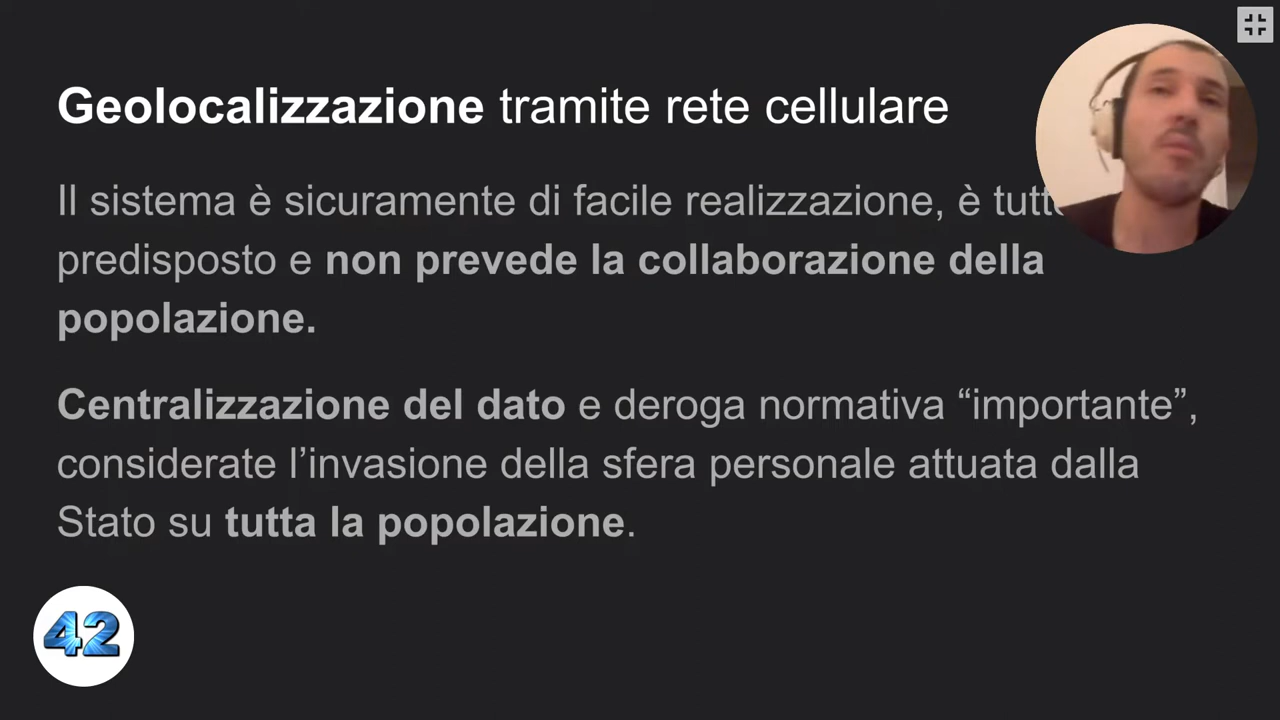 Geolocalizzazione tramite rete cellulare
Il sistema è sicuramente di facile realizzazione, è
predisposto e non prevede la collaborazione della
popolazione.
Centralizzazione del dato e deroga normativa “importante”,
considerate l’invasione della sfera personale attuata dalla
Stato su tutta la popolazione.
42